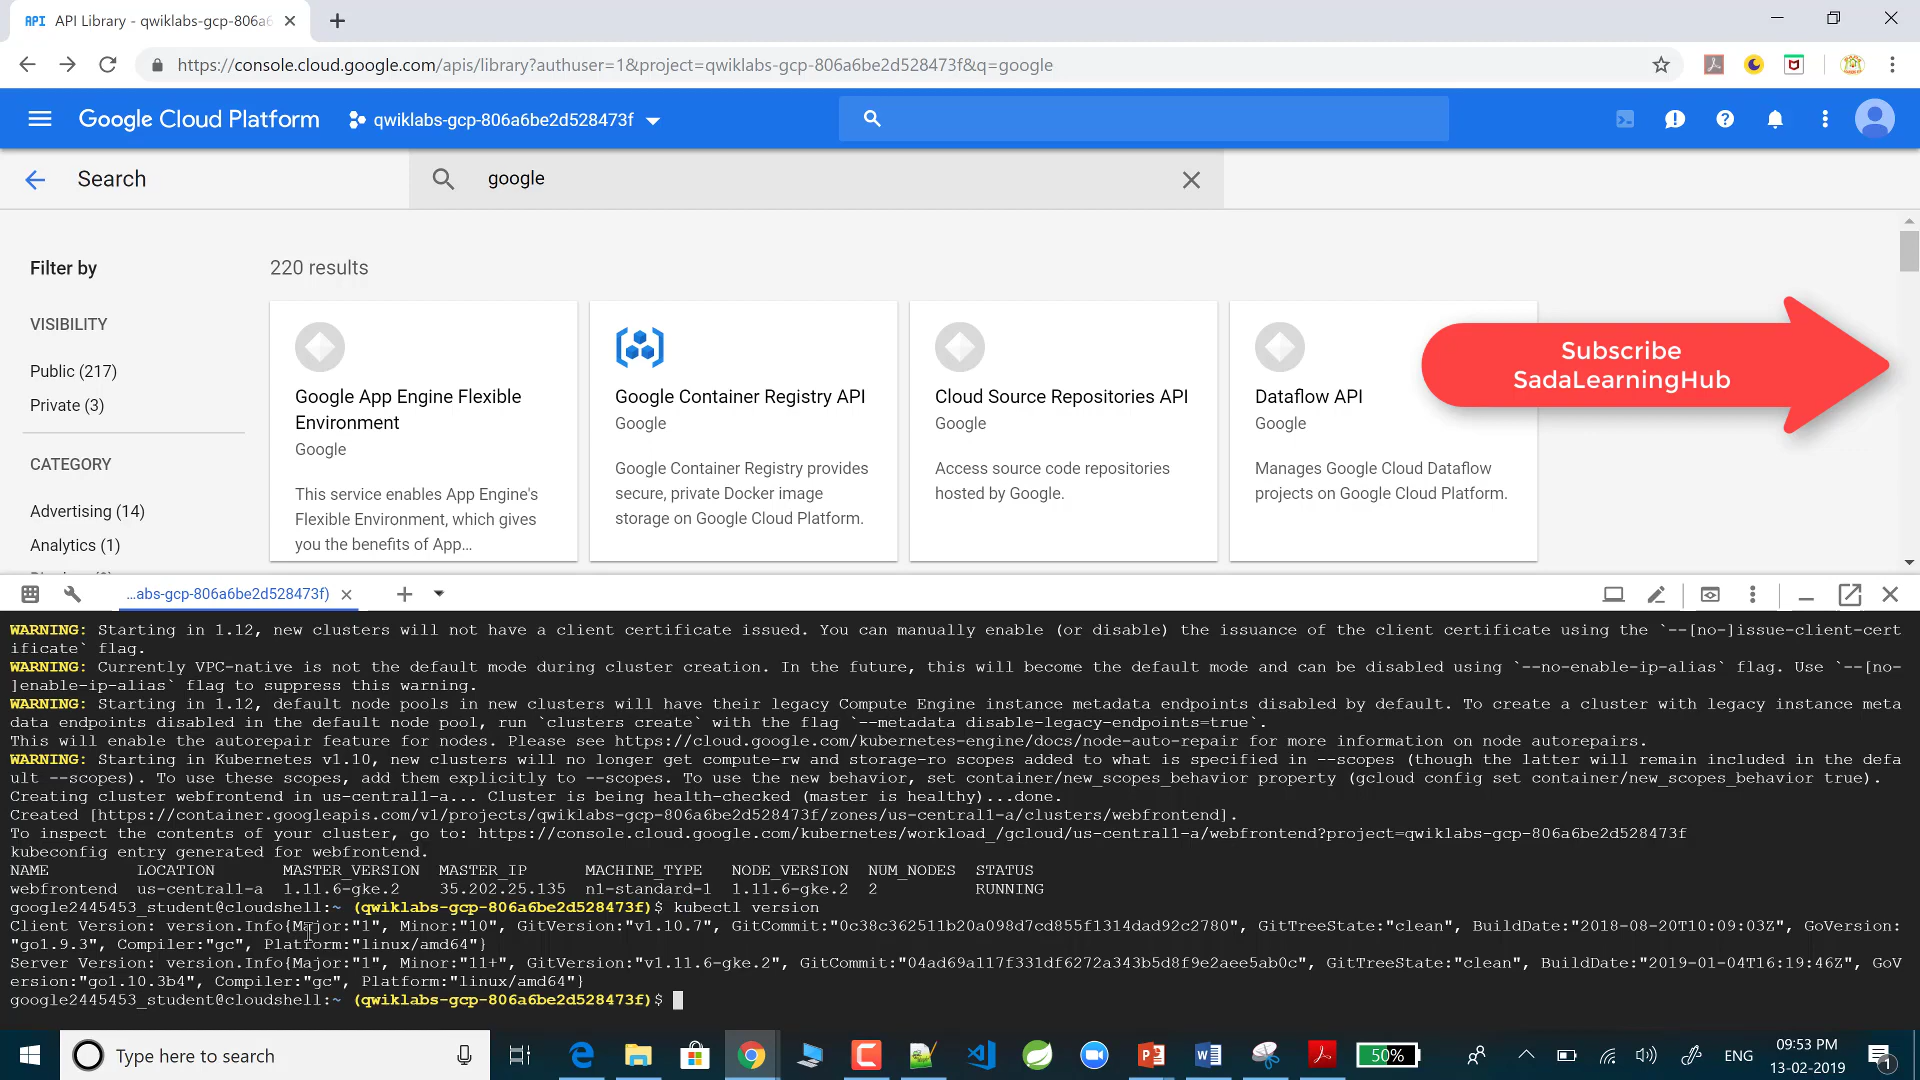 API API Library - qwiklabs-gcp-806a6
https://console.cloud.google.com/apis/library?authuser=1&project=qwiklabs-gcp-806a6be2d528473f&q=google
Google Cloud Platform qwiklabs-gcp-806a6be2d528473f
Search google
Filter by
220 results
VISIBILITY
Public (217)
Private (3)
CATEGORY
Advertising (14)
Analytics (1)
Google App Engine Flexible
Environment
Google
This service enables App Engine's
Flexible Environment, which gives
you the benefits of App...
Google Container Registry API
Google
Google Container Registry provides
secure, private Docker image
storage on Google Cloud Platform.
Cloud Source Repositories API
Google
Access source code repositories
hosted by Google.
Dataflow API
Google
Manages Google Cloud Dataflow
projects on Google Cloud Platform.
Subscribe
SadaLearningHub
...abs-gcp-806a6be2d528473f)
WARNING: Starting in 1.12, new clusters will not have a client certificate issued. You can manually enable (or disable) the issuance of the client certificate using the `--[no-]issue-client-cert
ificate` flag.
WARNING: Currently VPC-native is not the default mode during cluster creation. In the future, this will become the default mode and can be disabled using `--no-enable-ip-alias` flag. Use `--[no-
]enable-ip-alias` flag to suppress this warning.
WARNING: Starting in 1.12, default node pools in new clusters will have their legacy Compute Engine instance metadata endpoints disabled by default. To create a cluster with legacy instance meta
data endpoints disabled in the default node pool, run `clusters create` with the flag `--metadata disable-legacy-endpoints=true`.
This will enable the autorepair feature for nodes. Please see https://cloud.google.com/kubernetes-engine/docs/node-auto-repair for more information on node autorepairs.
WARNING: Starting in Kubernetes v1.10, new clusters will no longer get compute-rw and storage-ro scopes added to what is specified in --scopes (though the latter will remain included in the defa
ult --scopes). To use these scopes, add them explicitly to --scopes. To use the new behavior, set container/new_scopes_behavior property (gcloud config set container/new_scopes_behavior true).
Creating cluster webfrontend in us-central1-a... Cluster is being health-checked (master is healthy)...done.
Created [https://container.googleapis.com/v1/projects/qwiklabs-gcp-806a6be2d528473f/zones/us-central1-a/clusters/webfrontend].
To inspect the contents of your cluster, go to: https://console.cloud.google.com/kubernetes/workload_/gcloud/us-central1-a/webfrontend?project=qwiklabs-gcp-806a6be2d528473f
kubeconfig entry generated for webfrontend.
NAME LOCATION MASTER_VERSION MASTER_IP MACHINE_TYPE NODE_VERSION NUM_NODES STATUS
webfrontend us-central1-a 1.11.6-gke.2 35.202.25.135 n1-standard-1 1.11.6-gke.2 2 RUNNING
google2445453_student@cloudshell:~ (qwiklabs-gcp-806a6be2d528473f)$ kubectl version
Client Version: version.Info{Major:"1", Minor:"10", GitVersion:"v1.10.7", GitCommit:"0c38c362511b20a098d7cd855f1314dad92c2780", GitTreeState:"clean", BuildDate:"2018-08-20T10:09:03Z", GoVersion:
"go1.9.3", Compiler:"gc", Platform:"linux/amd64"}
Server Version: version.Info{Major:"1", Minor:"11+", GitVersion:"v1.11.6-gke.2", GitCommit:"04ad69a117f331df6272a343b5d8f9e2aee5ab0c", GitTreeState:"clean", BuildDate:"2019-01-04T16:19:46Z", GoV
ersion:"go1.10.3b4", Compiler:"gc", Platform:"linux/amd64"}
google2445453_student@cloudshell:~ (qwiklabs-gcp-806a6be2d528473f)$
Type here to search
50%
ENG
09:53 PM
13-02-2019
1